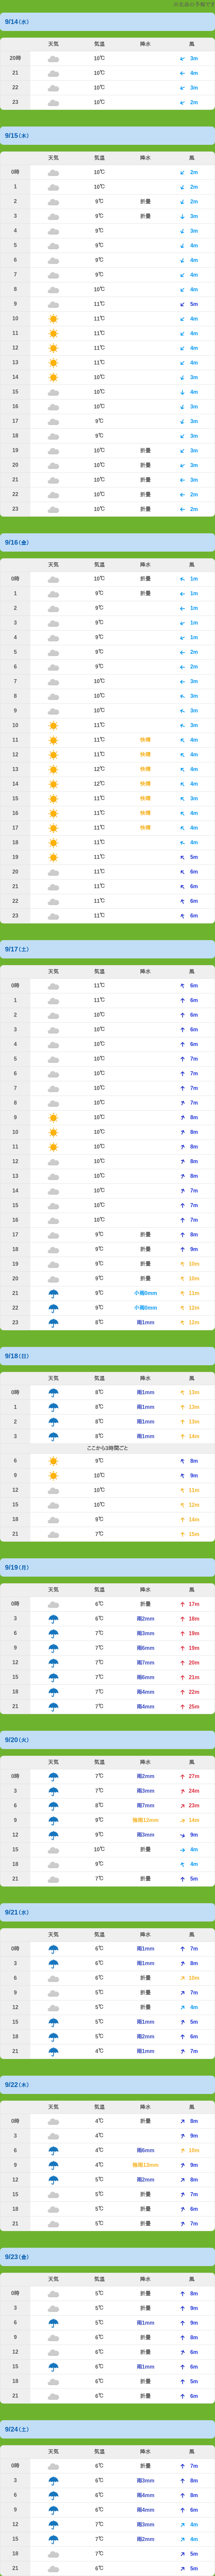 ※北岳の予報です
9/14(水)
天気 気温 降水 風
20時 10℃ 3m
21 10℃ 4m
22 10℃ 3m
23 10℃ 2m
9/15(木)
天気 気温 降水 風
0時 10℃ 2m
1 10℃ 2m
2 9℃ 折畳 2m
3 9℃ 折畳 3m
4 9℃ 3m
5 9℃ 4m
6 9℃ 4m
7 9℃ 4m
8 10℃ 4m
9 11℃ 5m
10 11℃ 4m
11 11℃ 4m
12 11℃ 4m
13 11℃ 4m
14 10℃ 3m
15 10℃ 4m
16 10℃ 3m
17 9℃ 3m
18 9℃ 3m
19 10℃ 折畳 3m
20 10℃ 折畳 3m
21 10℃ 折畳 3m
22 10℃ 折畳 2m
23 10℃ 折畳 2m
9/16(金)
天気 気温 降水 風
0時 10℃ 折畳 1m
1 9℃ 折畳 1m
2 9℃ 1m
3 9℃ 1m
4 9℃ 1m
5 9℃ 2m
6 9℃ 2m
7 10℃ 3m
8 10℃ 3m
9 10℃ 3m
10 11℃ 3m
11 11℃ 快晴 4m
12 11℃ 快晴 4m
13 12℃ 快晴 4m
14 12℃ 快晴 4m
15 11℃ 快晴 3m
16 11℃ 快晴 4m
17 11℃ 快晴 4m
18 11℃ 4m
19 11℃ 5m
20 11℃ 6m
21 11℃ 6m
22 11℃ 6m
23 11℃ 6m
9/17(土)
天気 気温 降水 風
0時 11℃ 6m
1 11℃ 6m
2 10℃ 6m
3 10℃ 6m
4 10℃ 6m
5 10℃ 7m
6 10℃ 7m
7 10℃ 7m
8 10℃ 7m
9 10℃ 8m
10 10℃ 8m
11 10℃ 8m
12 10℃ 8m
13 10℃ 8m
14 10℃ 7m
15 10℃ 7m
16 10℃ 7m
17 9℃ 折畳 8m
18 9℃ 折畳 9m
19 9℃ 折畳 10m
20 9℃ 折畳 10m
21 9℃ 小雨0mm 11m
22 9℃ 小雨0mm 12m
23 8℃ 雨1mm 12m
9/18(日)
天気 気温 降水 風
0時 8℃ 雨1mm 13m
1 8℃ 雨1mm 13m
2 8℃ 雨1mm 13m
3 8℃ 雨1mm 14m
ここから3時間ごと
6 9℃ 8m
9 10℃ 9m
12 10℃ 11m
15 10℃ 12m
18 9℃ 14m
21 7℃ 15m
9/19(月)
天気 気温 降水 風
0時 6℃ 折畳 17m
3 6℃ 雨2mm 18m
6 7℃ 雨3mm 19m
9 7℃ 雨6mm 19m
12 7℃ 雨7mm 20m
15 7℃ 雨6mm 21m
18 7℃ 雨4mm 22m
21 7℃ 雨4mm 25m
9/20(火)
天気 気温 降水 風
0時 7℃ 雨2mm 27m
3 7℃ 雨3mm 24m
6 8℃ 雨7mm 23m
9 9℃ 強雨12mm 14m
12 9℃ 雨3mm 9m
15 10℃ 折畳 4m
18 9℃ 4m
21 7℃ 折畳 5m
9/21(水)
天気 気温 降水 風
0時 6℃ 雨1mm 7m
3 6℃ 雨1mm 8m
6 6℃ 折畳 10m
9 5℃ 折畳 7m
12 5℃ 折畳 4m
15 5℃ 雨1mm 5m
18 5℃ 雨2mm 6m
21 4℃ 雨1mm 7m
9/22(木)
天気 気温 降水 風
0時 4℃ 折畳 8m
3 4℃ 9m
6 4℃ 雨6mm 10m
9 4℃ 強雨13mm 9m
12 5℃ 雨2mm 8m
15 5℃ 折畳 7m
18 5℃ 折畳 6m
21 5℃ 折畳 7m
9/23(金)
天気 気温 降水 風
0時 5℃ 折畳 8m
3 5℃ 折畳 9m
6 5℃ 雨1mm 9m
9 6℃ 折畳 8m
12 6℃ 折畳 6m
15 6℃ 雨1mm 6m
18 6℃ 折畳 5m
21 6℃ 折畳 6m
9/24(土)
天気 気温 降水 風
0時 6℃ 折畳 7m
3 6℃ 雨3mm 8m
6 6℃ 雨4mm 8m
9 6℃ 雨4mm 6m
12 7℃ 雨3mm 4m
15 7℃ 雨2mm 4m
18 7℃ 5m
21 6℃ 5m